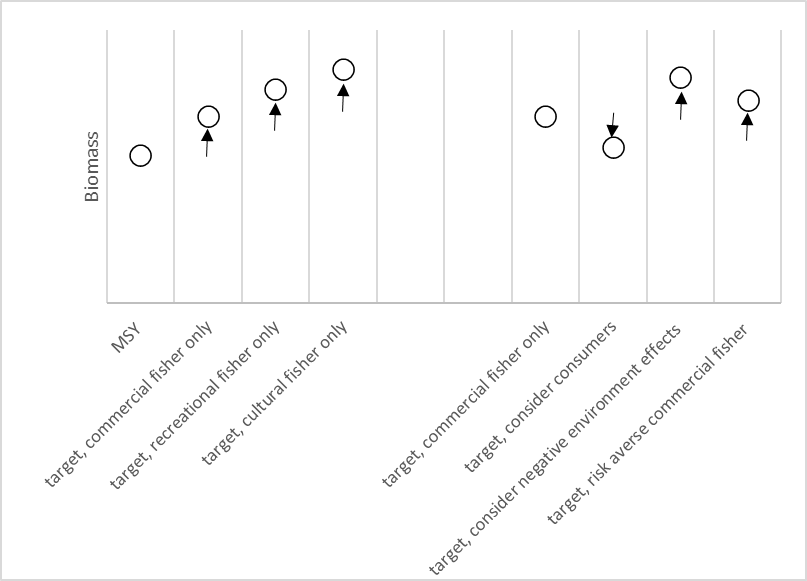 Biomass
MSY
target, commercial fisher only
target, recreational fisher only
target, cultural fisher only
target, commercial fisher only
target, consider consumers
target, consider negative environment effects
target, risk averse commercial fisher